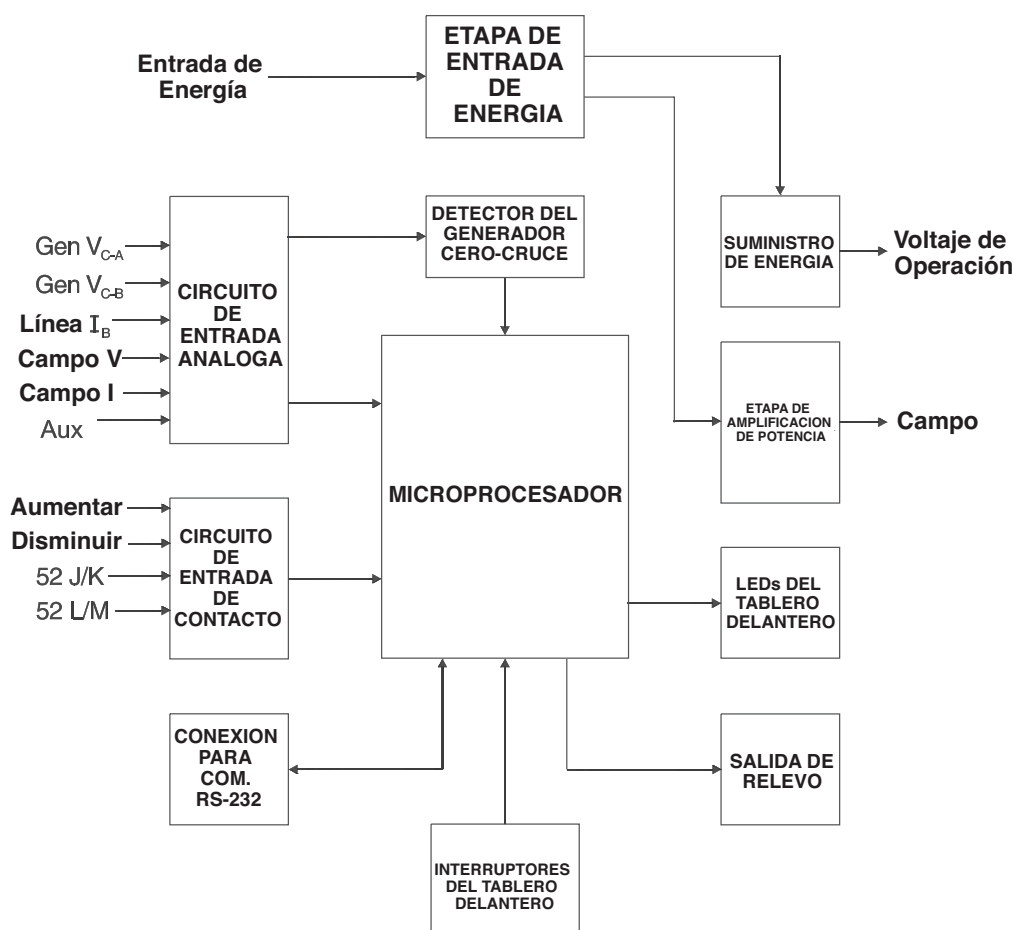 Entrada de
Energía
ETAPA DE
ENTRADA
DE
ENERGIA
DETECTOR DEL
GENERADOR
CERO-CRUCE
SUMINISTRO
DE ENERGIA
Voltaje de
Operación
Gen V_C-A
Gen V_C-B
Línea I_B
Campo V
Campo I
Aux
CIRCUITO
DE
ENTRADA
ANALOGA
ETAPA DE
AMPLIFICACION
DE POTENCIA
Campo
MICROPROCESADOR
Aumentar
Disminuir
52 J/K
52 L/M
CIRCUITO
DE
ENTRADA
DE
CONTACTO
LEDs DEL
TABLERO
DELANTERO
CONEXION
PARA
COM.
RS-232
SALIDA DE
RELEVO
INTERRUPTORES
DEL TABLERO
DELANTERO